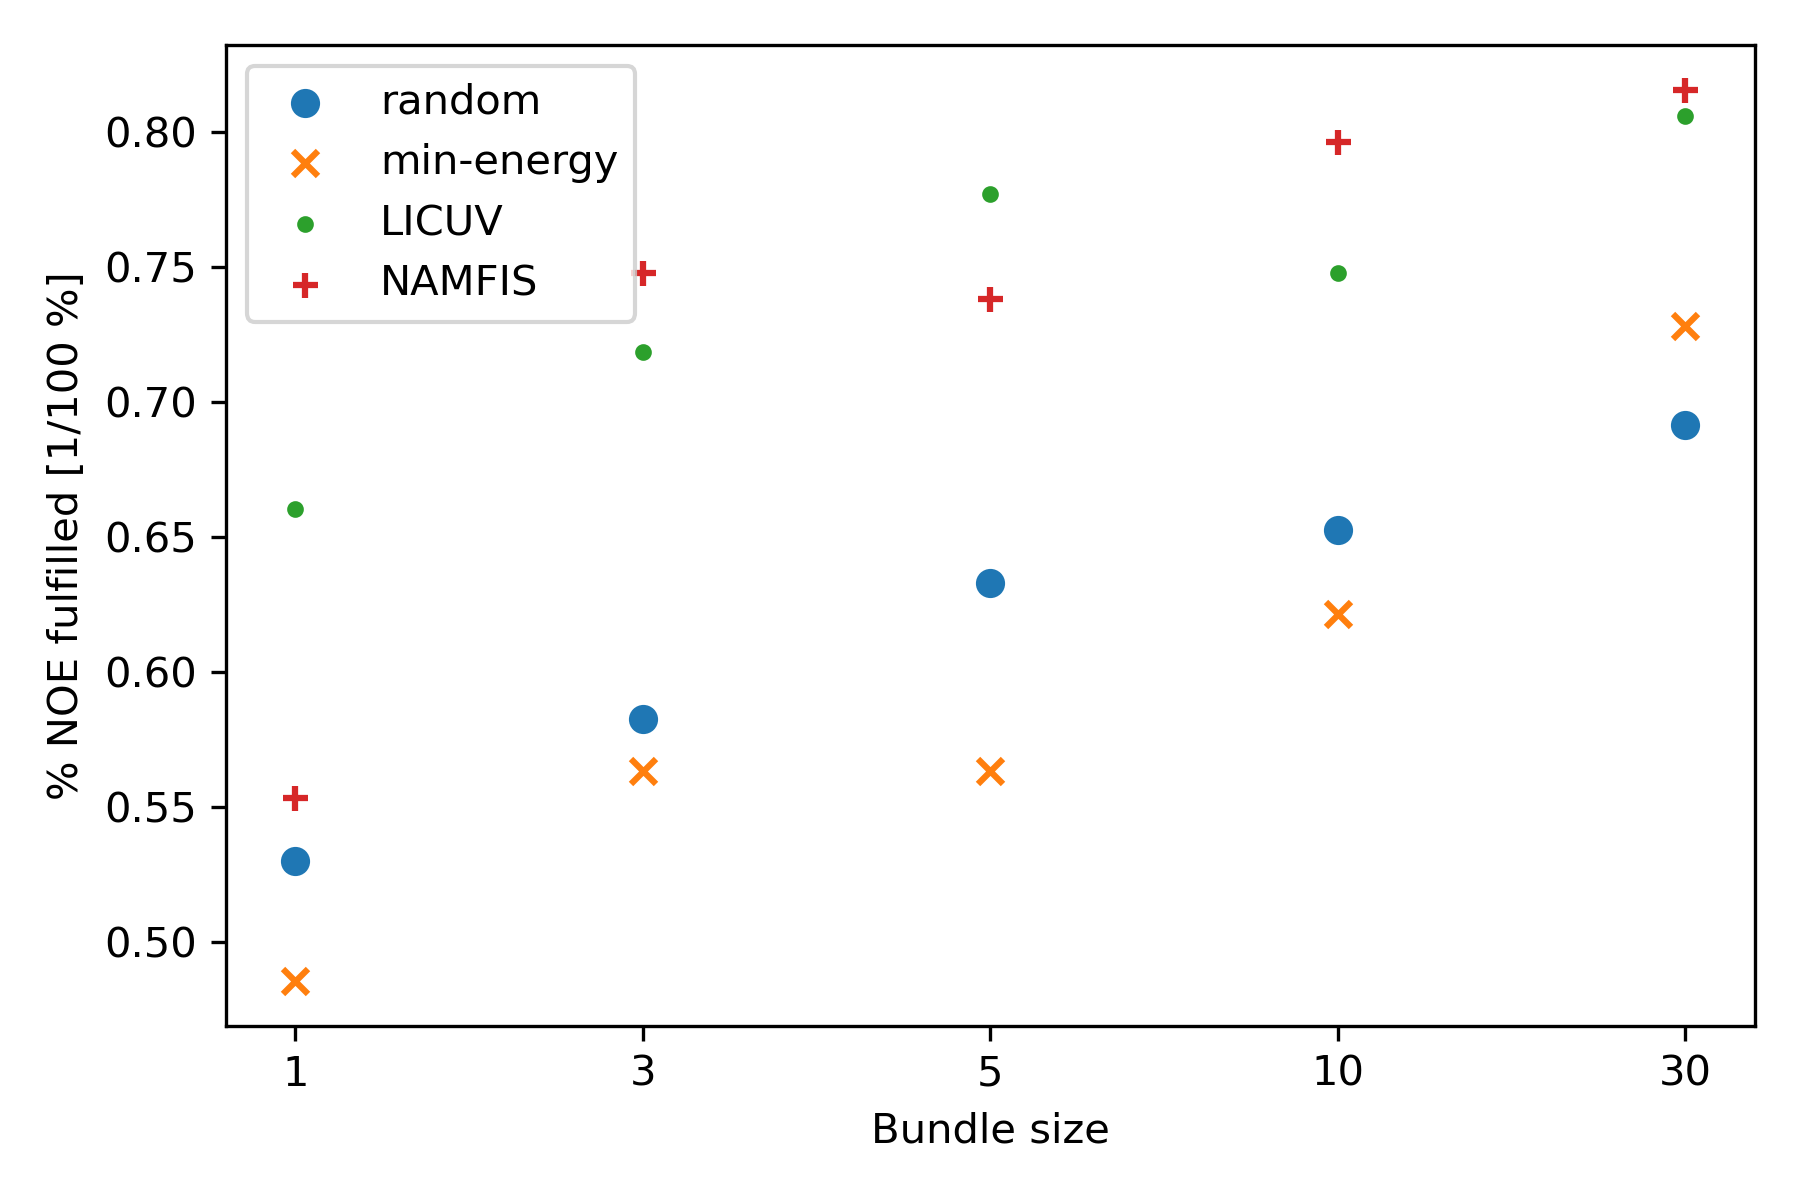 random
min-energy
LICUV
NAMFIS
0.80
0.75
0.70
0.65
0.60
0.55
0.50
% NOE fulfilled [1/100 %]
1 3 5 10 30
Bundle size